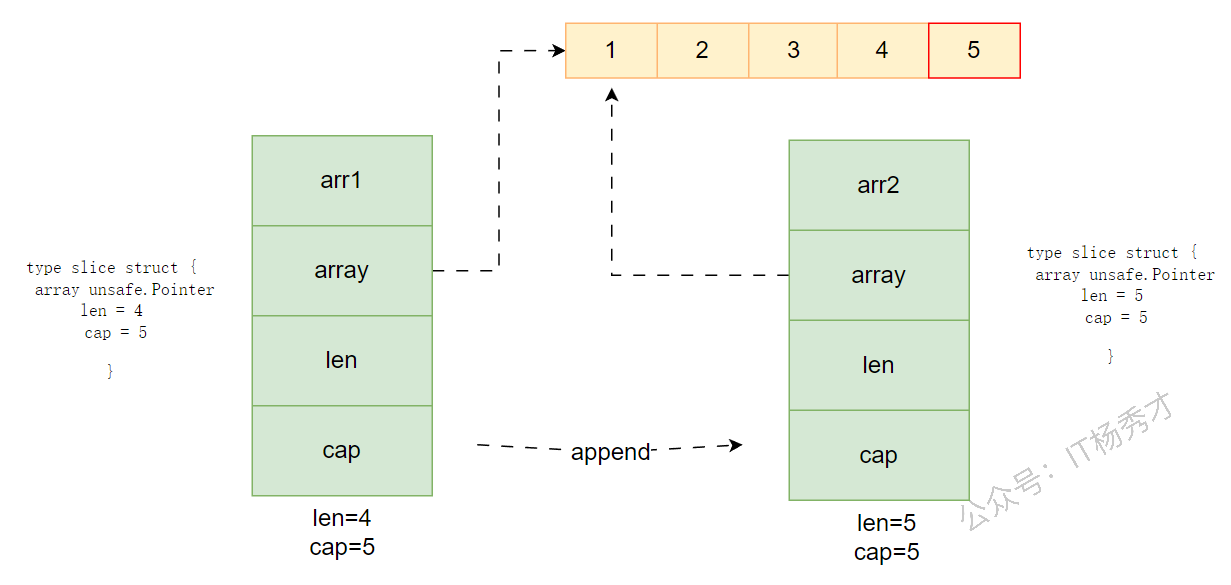 1 2 3 4 5
arr1
array
len
cap
len=4
cap=5
type slice struct {
array unsafe.Pointer
len = 4
cap = 5
}
append
arr2
array
len
cap
len=5
cap=5
type slice struct {
array unsafe.Pointer
len = 5
cap = 5
}
公众号：IT杨秀才